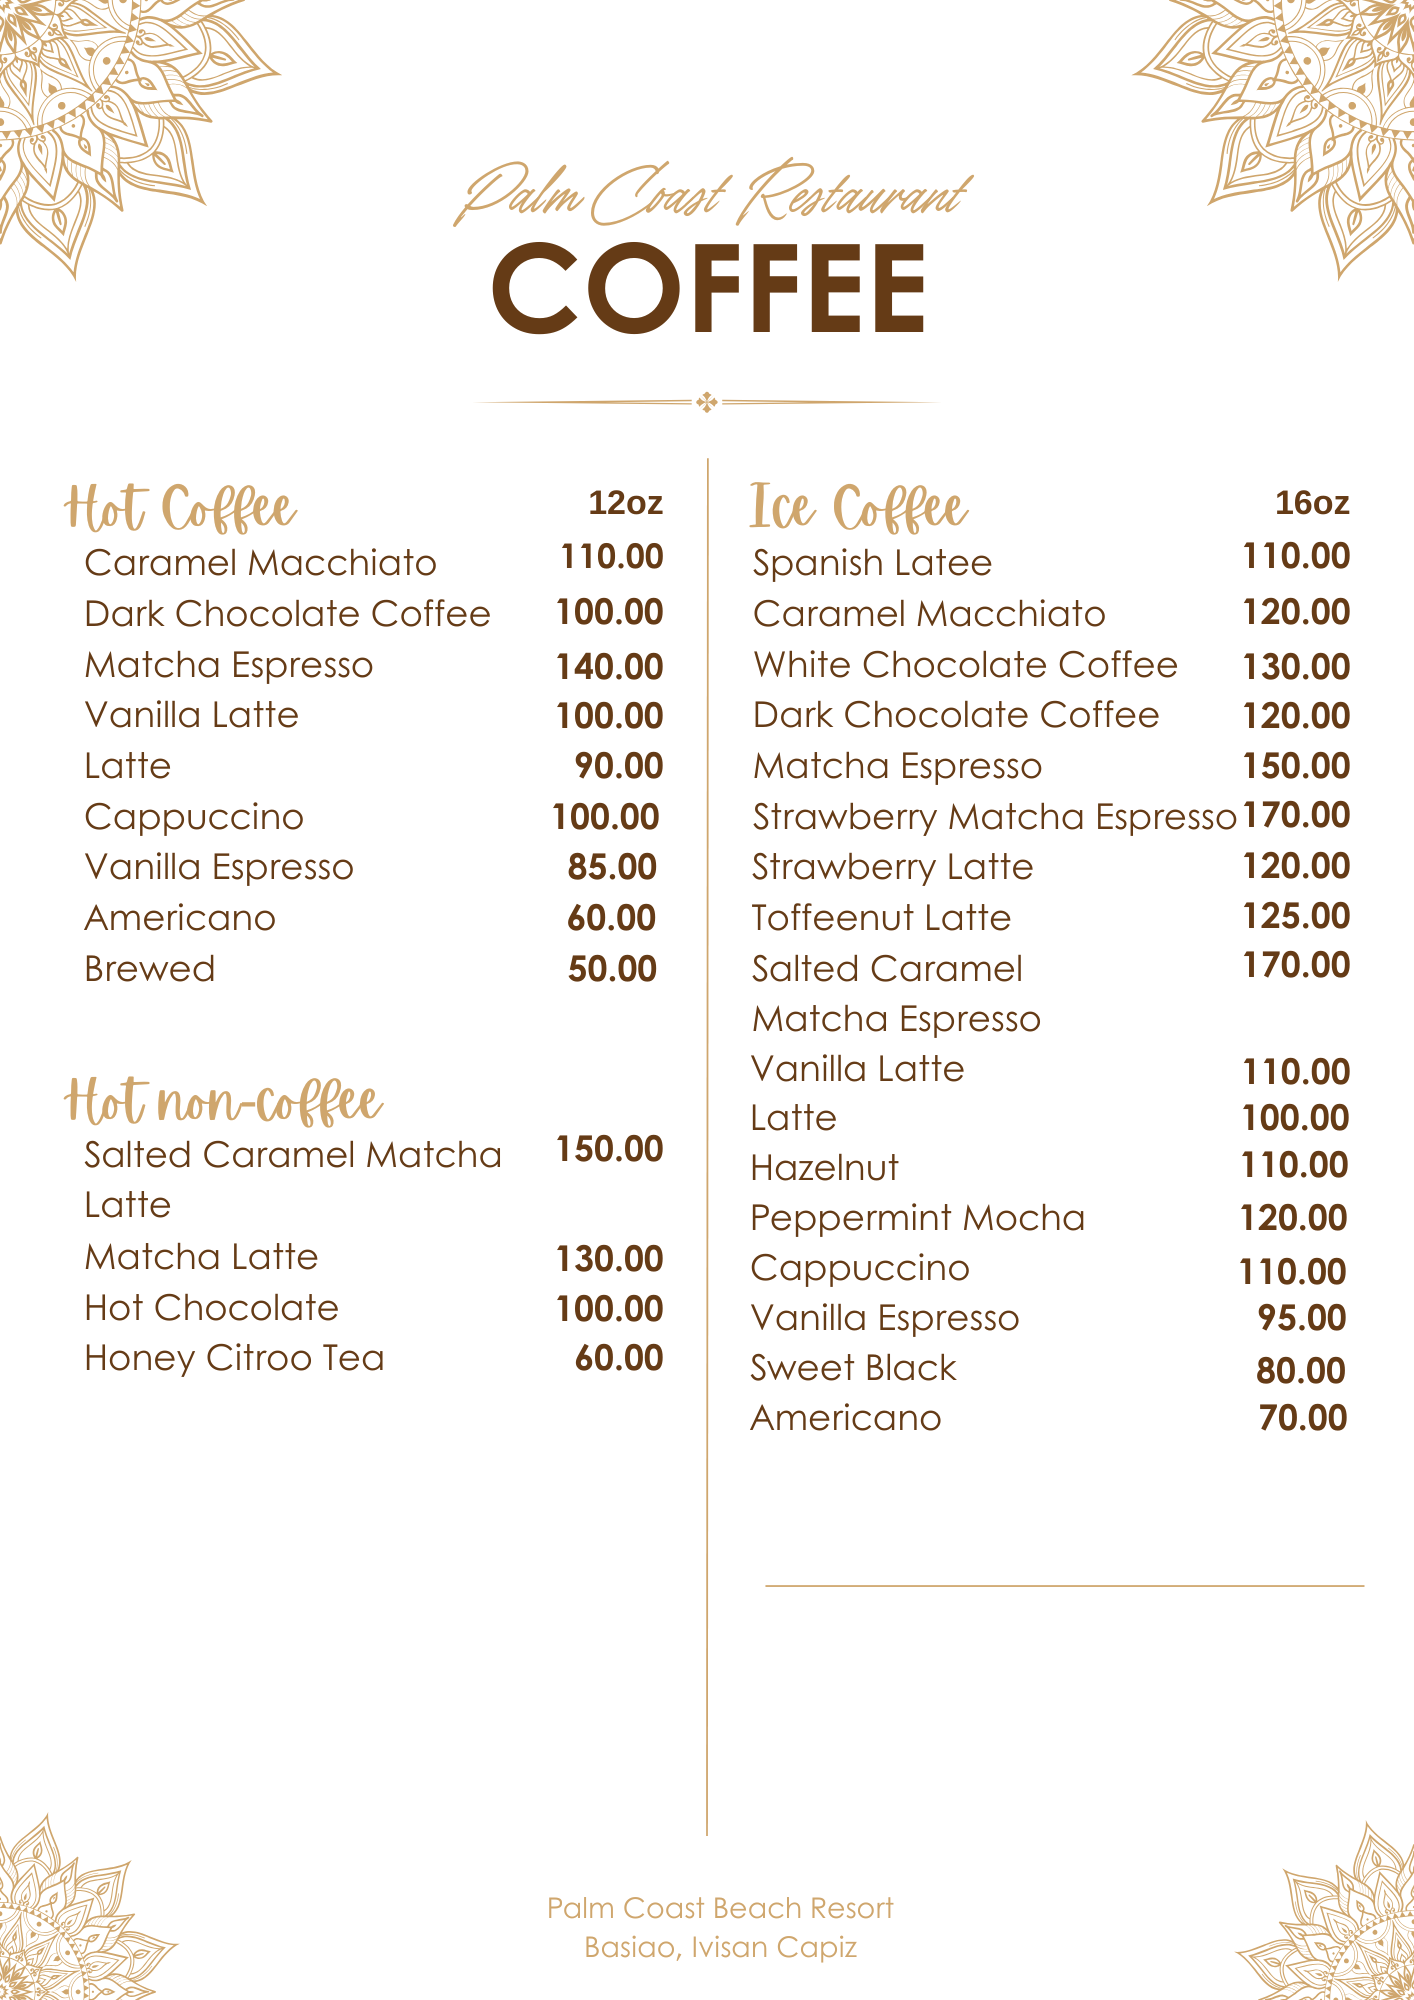 Palm Coast Restaurant
COFFEE
Hot Coffee 12oz
Caramel Macchiato 110.00
Dark Chocolate Coffee 100.00
Matcha Espresso 140.00
Vanilla Latte 100.00
Latte 90.00
Cappuccino 100.00
Vanilla Espresso 85.00
Americano 60.00
Brewed 50.00
Hot non-coffee
Salted Caramel Matcha 150.00
Latte
Matcha Latte 130.00
Hot Chocolate 100.00
Honey Citroo Tea 60.00
Ice Coffee 16oz
Spanish Latee 110.00
Caramel Macchiato 120.00
White Chocolate Coffee 130.00
Dark Chocolate Coffee 120.00
Matcha Espresso 150.00
Strawberry Matcha Espresso 170.00
Strawberry Latte 120.00
Toffeenut Latte 125.00
Salted Caramel 170.00
Matcha Espresso
Vanilla Latte 110.00
Latte 100.00
Hazelnut 110.00
Peppermint Mocha 120.00
Cappuccino 110.00
Vanilla Espresso 95.00
Sweet Black 80.00
Americano 70.00
Palm Coast Beach Resort
Basiao, Ivisan Capiz